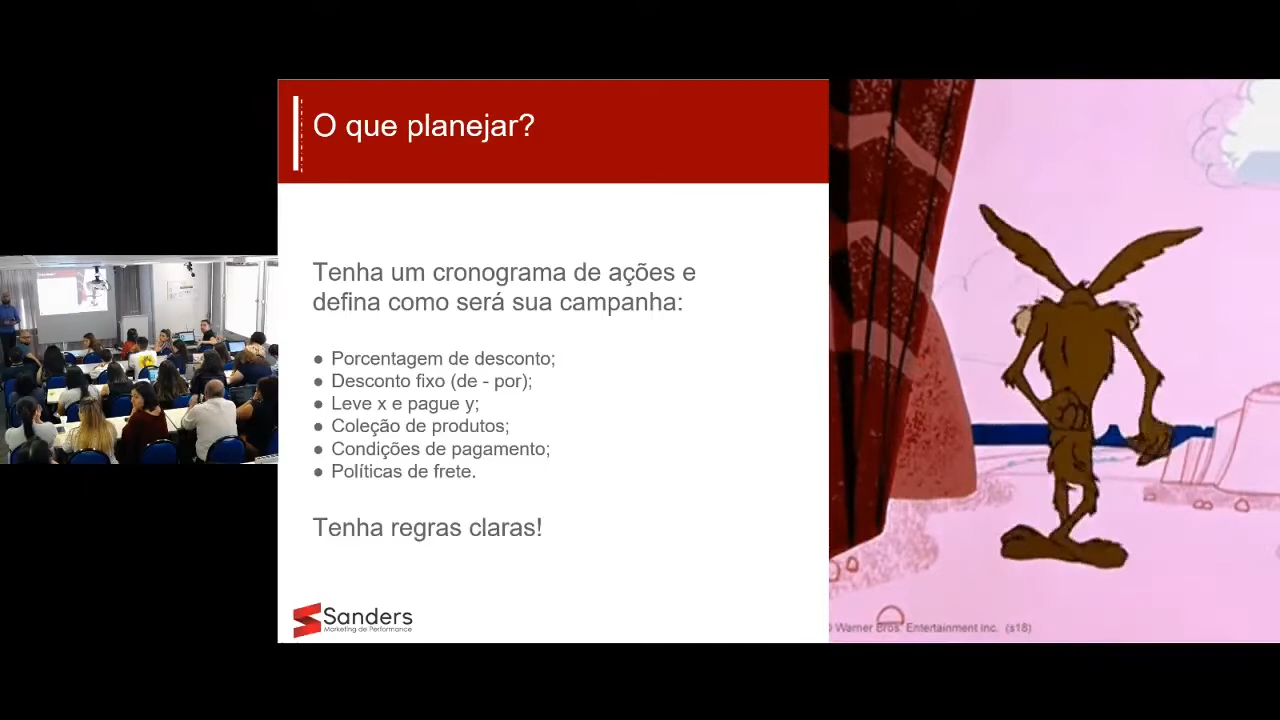 O que planejar?
Tenha um cronograma de ações e
defina como será sua campanha:
● Porcentagem de desconto;
● Desconto fixo (de - por);
● Leve x e pague y;
● Coleção de produtos;
● Condições de pagamento;
● Políticas de frete.
Tenha regras claras!
Sanders
Marketing de Performance
© Warner Bros. Entertainment Inc. (s18)